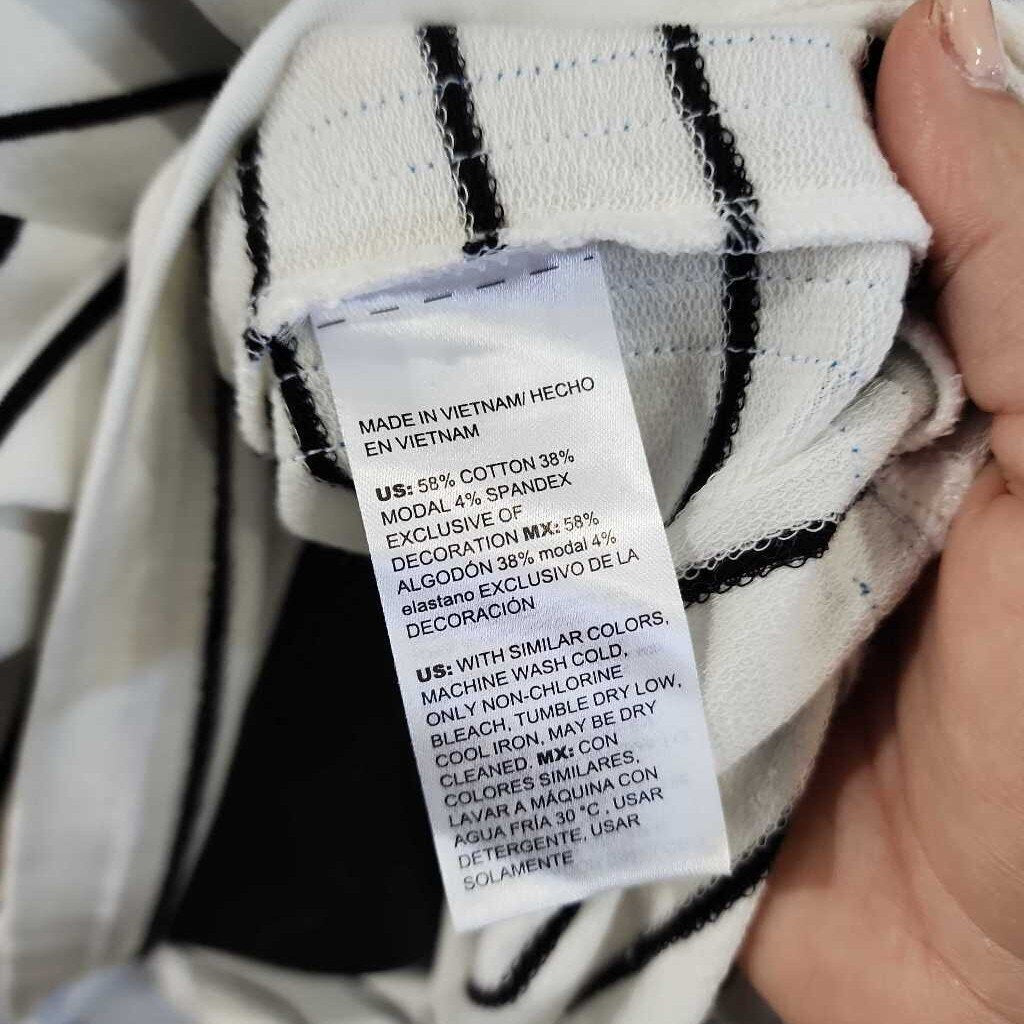 MADE IN VIETNAM/ HECHO
EN VIETNAM
US: 58% COTTON 38%
MODAL 4% SPANDEX
EXCLUSIVE OF
DECORATION MX: 58%
ALGODÓN 38% modal 4%
elastano EXCLUSIVO DE LA
DECORACIÓN
US: WITH SIMILAR COLORS,
MACHINE WASH COLD,
ONLY NON-CHLORINE
BLEACH, TUMBLE DRY LOW,
COOL IRON, MAY BE DRY
CLEANED. MX: CON
COLORES SIMILARES,
LAVAR A MÁQUINA CON
AGUA FRÍA 30 °C , USAR
DETERGENTE, USAR
SOLAMENTE